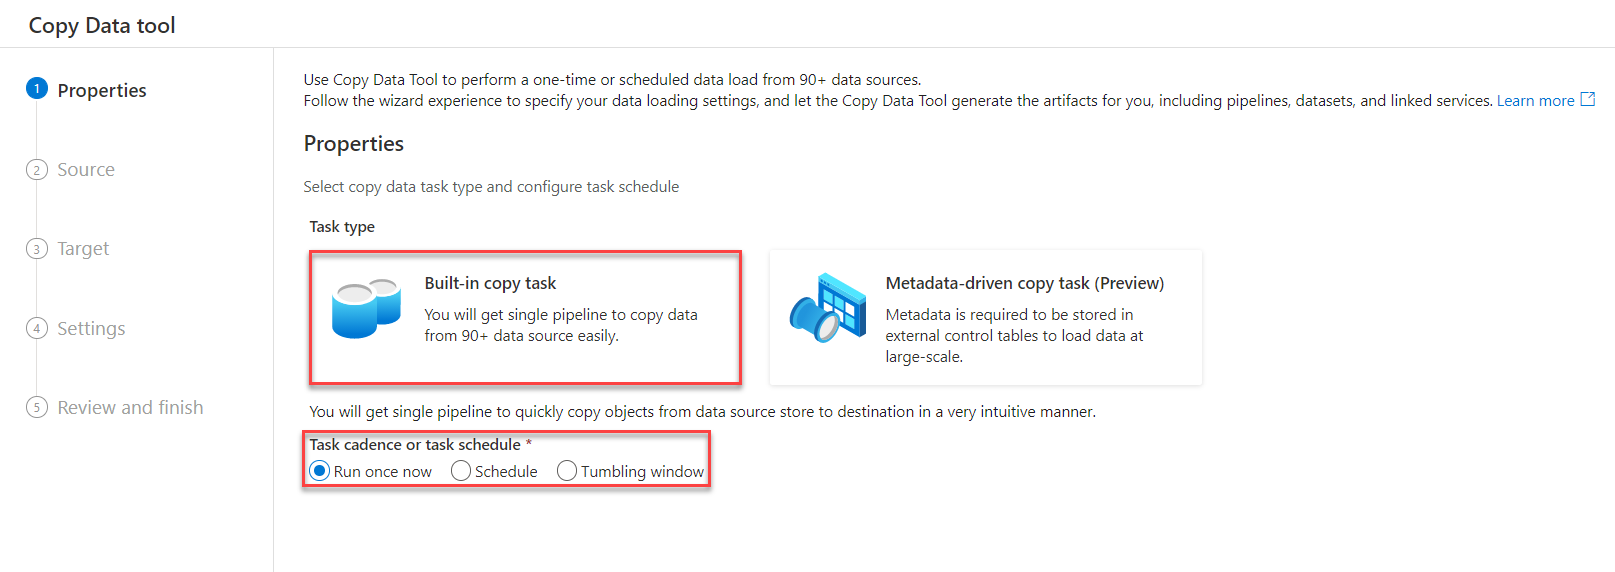 Copy Data tool
1 Properties
2 Source
3 Target
4 Settings
5 Review and finish
Use Copy Data Tool to perform a one-time or scheduled data load from 90+ data sources.
Follow the wizard experience to specify your data loading settings, and let the Copy Data Tool generate the artifacts for you, including pipelines, datasets, and linked services. Learn more
Properties
Select copy data task type and configure task schedule
Task type
Built-in copy task
You will get single pipeline to copy data
from 90+ data source easily.
Metadata-driven copy task (Preview)
Metadata is required to be stored in
external control tables to load data at
large-scale.
You will get single pipeline to quickly copy objects from data source store to destination in a very intuitive manner.
Task cadence or task schedule *
Run once now Schedule Tumbling window